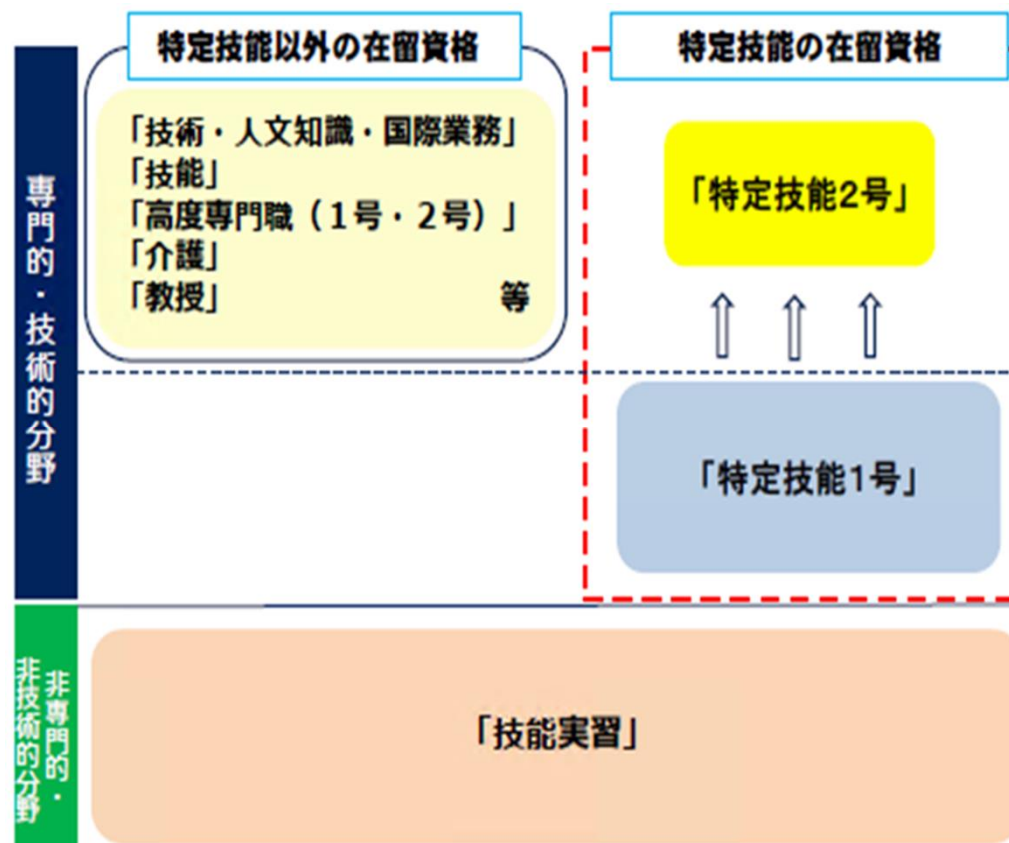 特定技能以外の在留資格
特定技能の在留資格
専門的・技術的分野
「技術・人文知識・国際業務」
「技能」
「高度専門職（１号・２号）」
「介護」
「教授」 等
「特定技能2号」
「特定技能1号」
非専門的・
非技術的分野
「技能実習」